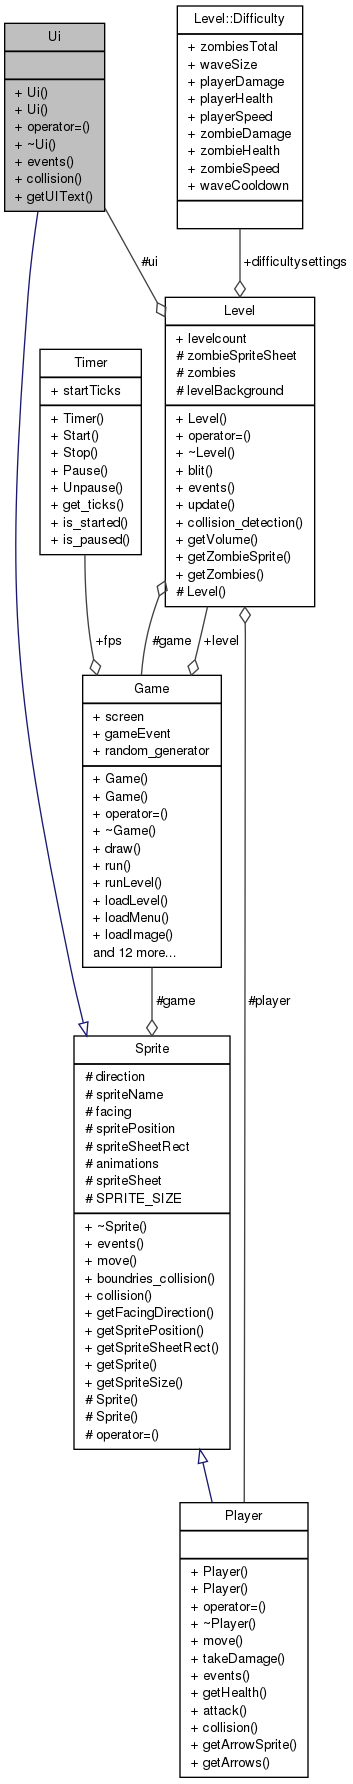 Ui
+ Ui()
+ Ui()
+ operator=()
+ ~Ui()
+ events()
+ collision()
+ getUIText()
Level::Difficulty
+ zombiesTotal
+ waveSize
+ playerDamage
+ playerHealth
+ playerSpeed
+ zombieDamage
+ zombieHealth
+ zombieSpeed
+ waveCooldown
#ui
+difficultysettings
Level
+ levelcount
# zombieSpriteSheet
# zombies
# levelBackground
+ Level()
+ operator=()
+ ~Level()
+ blit()
+ events()
+ update()
+ collision_detection()
+ getVolume()
+ getZombieSprite()
+ getZombies()
# Level()
Timer
+ startTicks
+ Timer()
+ Start()
+ Stop()
+ Pause()
+ Unpause()
+ get_ticks()
+ is_started()
+ is_paused()
+fps
#game
+level
Game
+ screen
+ gameEvent
+ random_generator
+ Game()
+ Game()
+ operator=()
+ ~Game()
+ draw()
+ run()
+ runLevel()
+ loadLevel()
+ loadMenu()
+ loadImage()
and 12 more...
#game
#player
Sprite
# direction
# spriteName
# facing
# spritePosition
# spriteSheetRect
# animations
# spriteSheet
# SPRITE_SIZE
+ ~Sprite()
+ events()
+ move()
+ boundries_collision()
+ collision()
+ getFacingDirection()
+ getSpritePosition()
+ getSpriteSheetRect()
+ getSprite()
+ getSpriteSize()
# Sprite()
# Sprite()
# operator=()
Player
+ Player()
+ Player()
+ operator=()
+ ~Player()
+ move()
+ takeDamage()
+ events()
+ getHealth()
+ attack()
+ collision()
+ getArrowSprite()
+ getArrows()